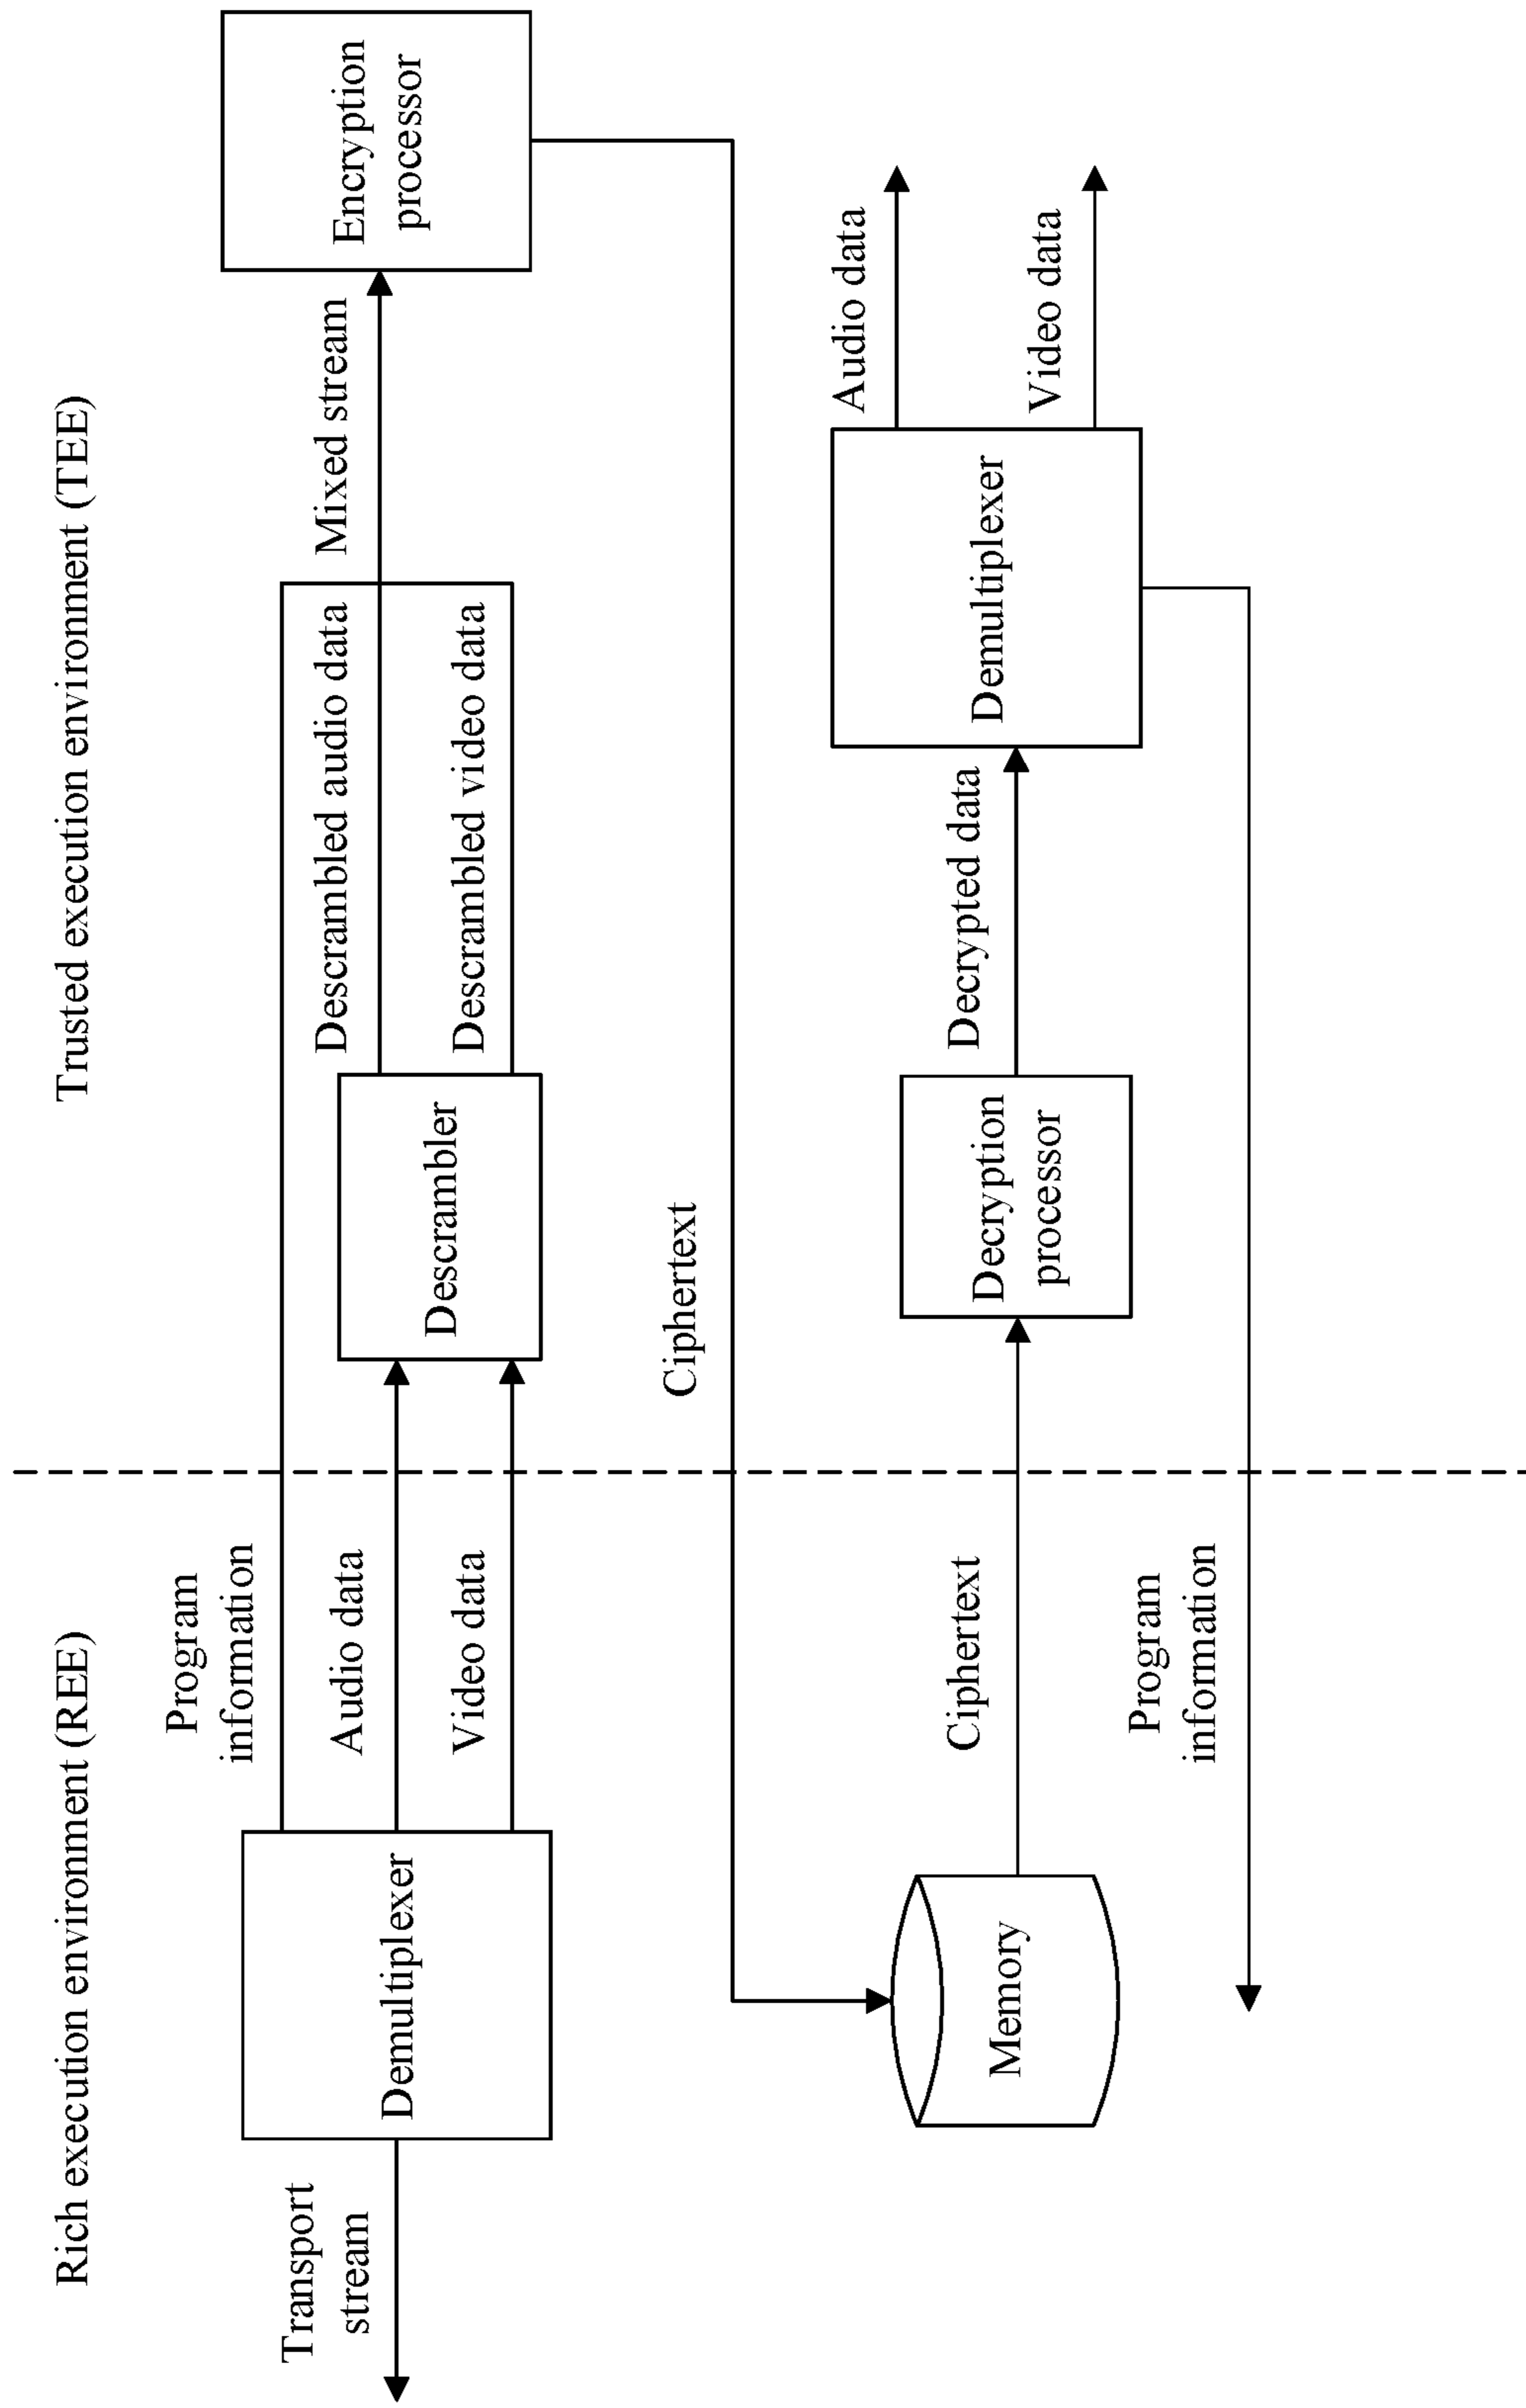 Rich execution environment (REE)
Trusted execution environment (TEE)
Transport
stream
Demultiplexer
Program
information
Audio data
Video data
Descrambler
Descrambled audio data
Descrambled video data
Mixed stream
Encryption
processor
Ciphertext
Memory
Ciphertext
Decryption
processor
Decrypted data
Demultiplexer
Audio data
Video data
Program
information